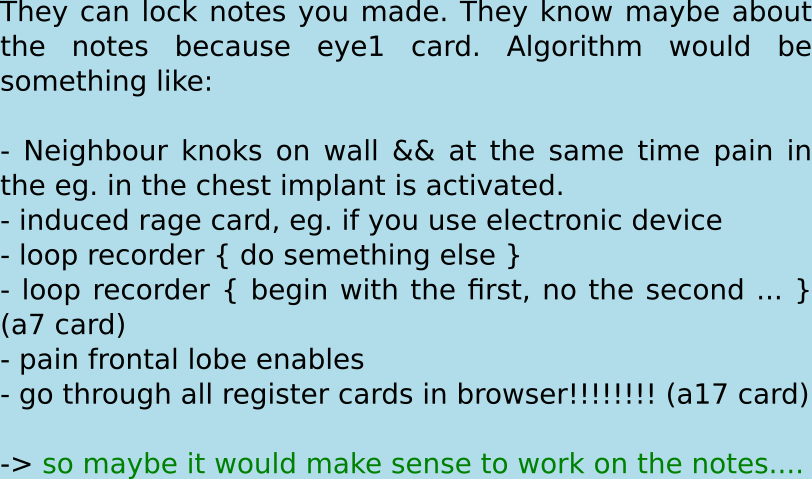 They can lock notes you made. They know maybe about
the notes because eye1 card. Algorithm would be
something like:
- Neighbour knoks on wall && at the same time pain in
the eg. in the chest implant is activated.
- induced rage card, eg. if you use electronic device
- loop recorder { do semething else }
- loop recorder { begin with the first, no the second ... }
(a7 card)
- pain frontal lobe enables
- go through all register cards in browser!!!!!!!! (a17 card)
-> so maybe it would make sense to work on the notes....